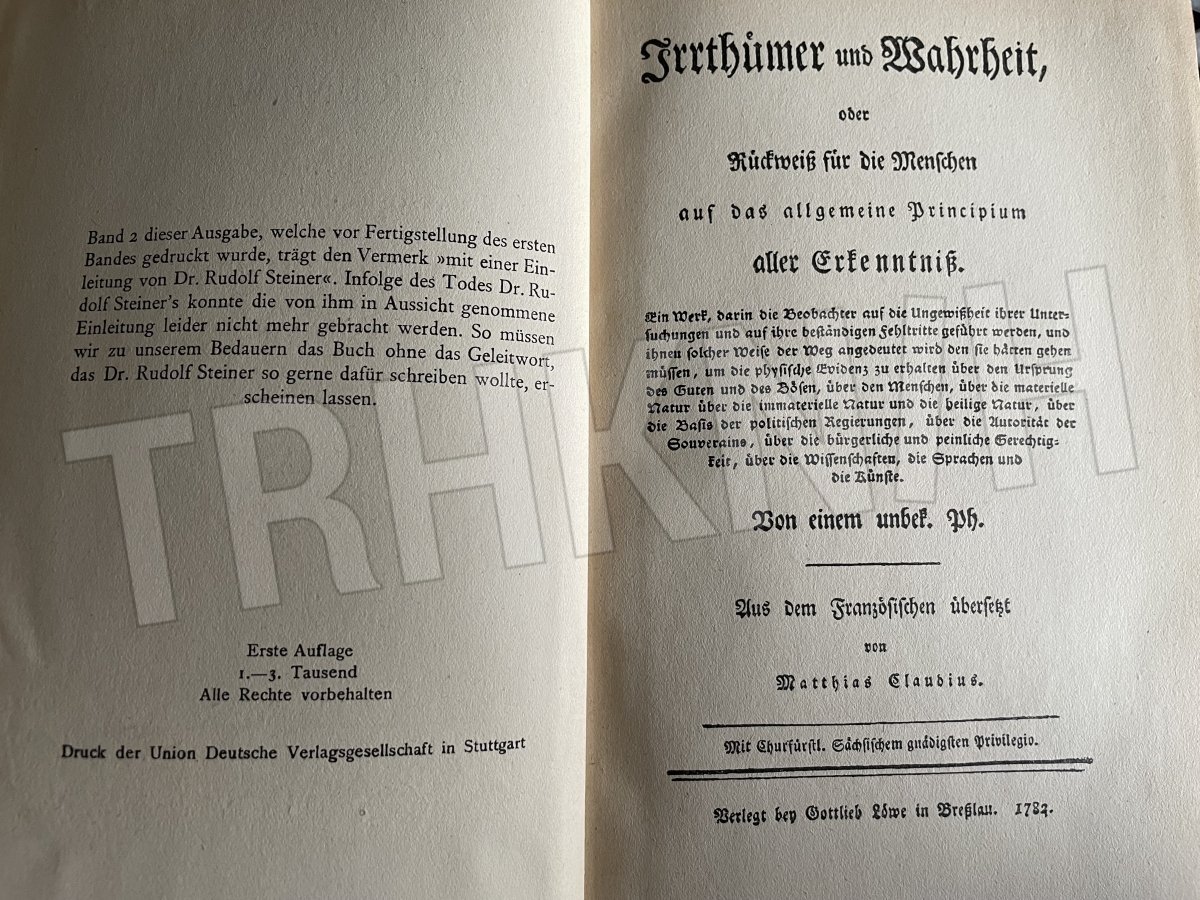 Band 2 dieser Ausgabe, welche vor Fertigstellung des ersten
Bandes gedruckt wurde, trägt den Vermerk »mit einer Ein-
leitung von Dr. Rudolf Steiner«. Infolge des Todes Dr. Ru-
dolf Steiner's konnte die von ihm in Aussicht genommene
Einleitung leider nicht mehr gebracht werden. So müssen
wir zu unserem Bedauern das Buch ohne das Geleitwort,
das Dr. Rudolf Steiner so gerne dafür schreiben wollte, er-
scheinen lassen.
Erste Auflage
1.—3. Tausend
Alle Rechte vorbehalten
Druck der Union Deutsche Verlagsgesellschaft in Stuttgart
Irrthümer und Wahrheit,
oder
Rückweiß für die Menschen
auf das allgemeine Principium
aller Erkenntniß.
Ein Werk, darin die Beobachter auf die Ungewißheit ihrer Unter-
suchungen und auf ihre beständigen Fehltritte geführt werden, und
ihnen solcher Weise der Weg angedeutet wird den sie hätten gehen
müssen, um die physische Evidenz zu erhalten über den Ursprung
des Guten und des Bösen, über den Menschen, über die materielle
Natur über die immaterielle Natur und die heilige Natur, über
die Basis der politischen Regierungen, über die Autorität der
Souverains, über die bürgerliche und peinliche Gerechtig-
keit, über die Wissenschaften, die Sprachen und
die Künste.
Von einem unbek. Ph.
Aus dem Französischen übersetzt
von
Matthias Claudius.
Mit Churfürstl. Sächsischem gnädigsten Privilegio.
Verlegt bey Gottlieb Löwe in Breßlau. 1782.
TRHKNIH